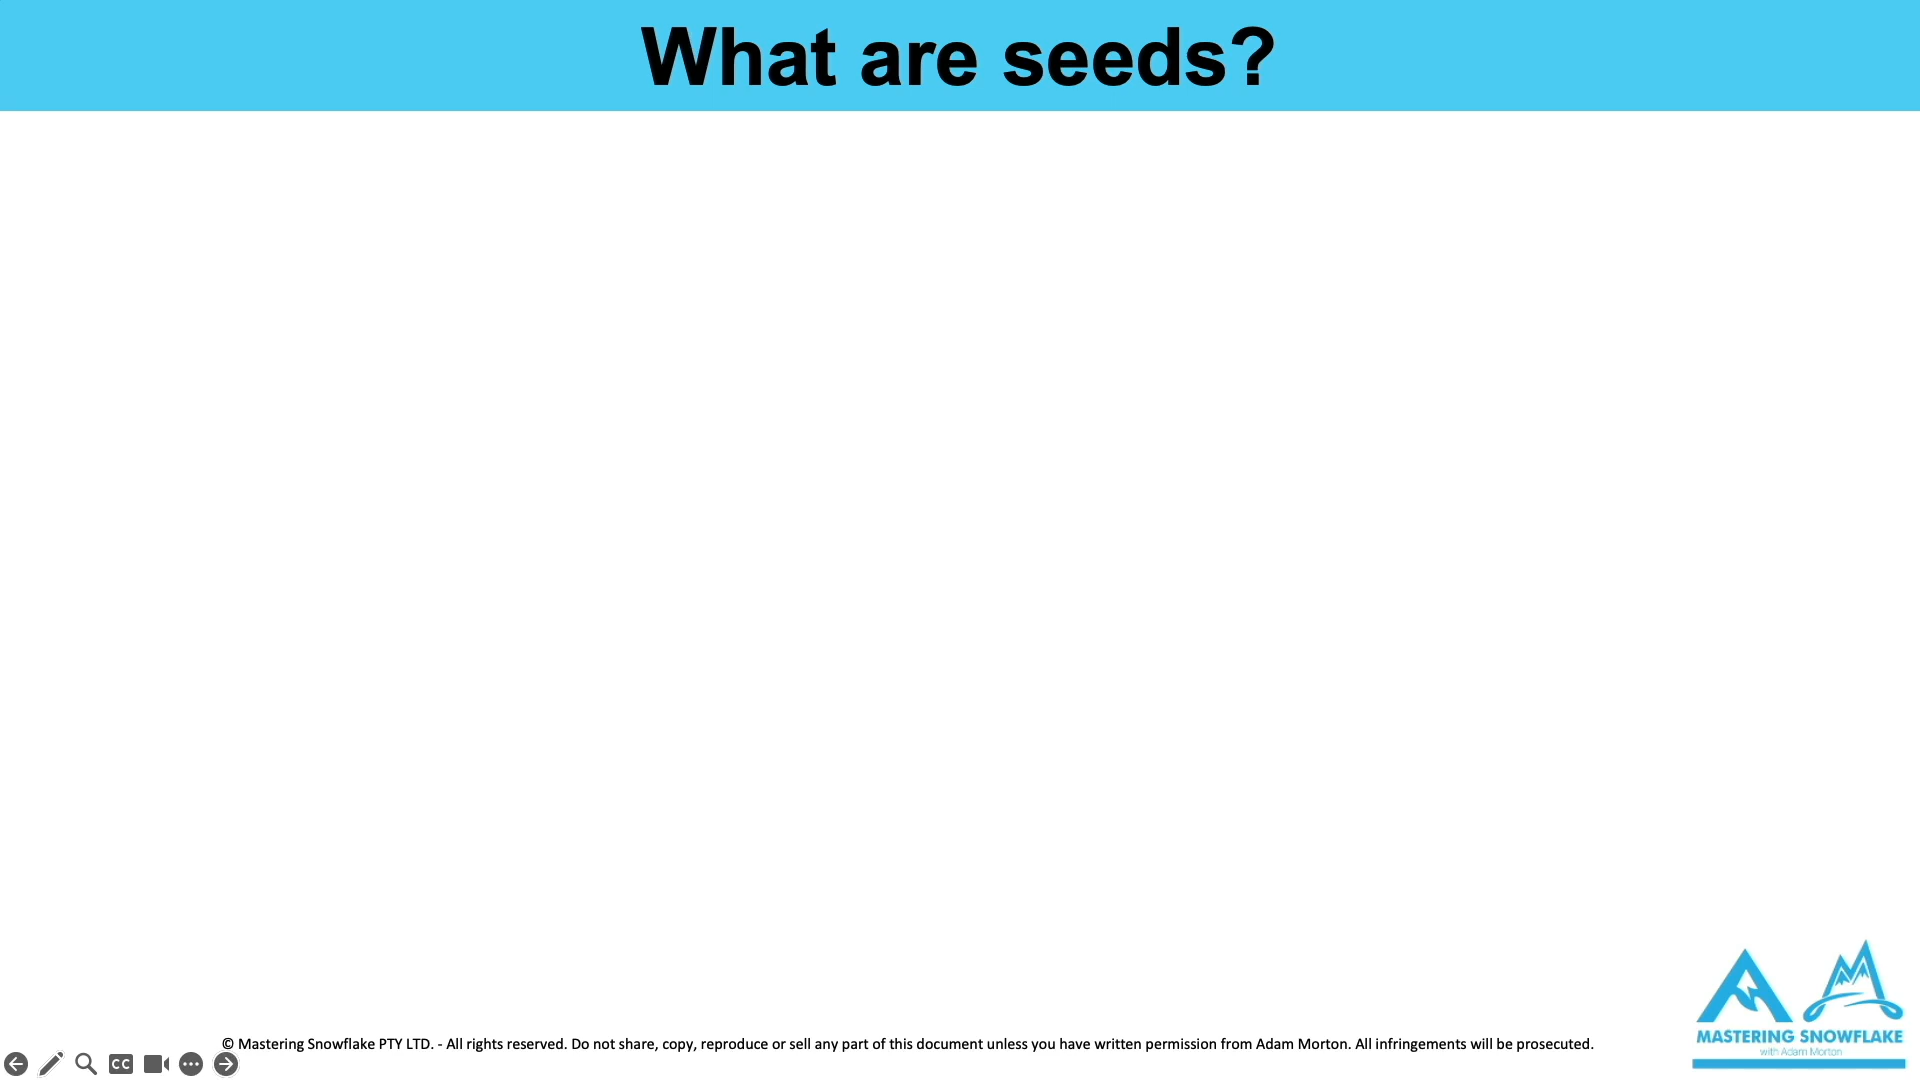 What are seeds?
© Mastering Snowflake PTY LTD. - All rights reserved. Do not share, copy, reproduce or sell any part of this document unless you have written permission from Adam Morton. All infringements will be prosecuted.
MASTERING SNOWFLAKE
with Adam Morton
CC